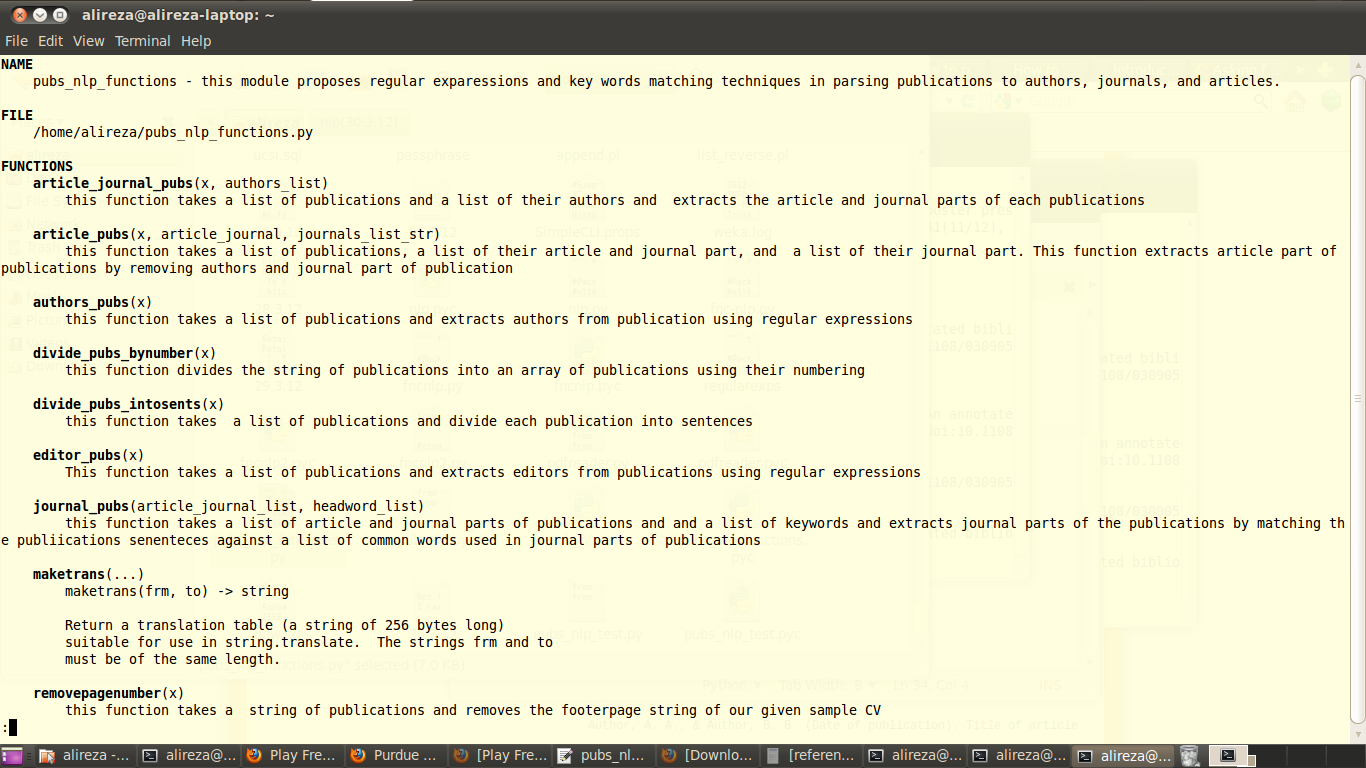 alireza@alireza-laptop: ~
File Edit View Terminal Help
NAME
pubs_nlp_functions - this module proposes regular exparessions and key words matching techniques in parsing publications to authors, journals, and articles.
FILE
/home/alireza/pubs_nlp_functions.py
FUNCTIONS
article_journal_pubs(x, authors_list)
this function takes a list of publications and a list of their authors and  extracts the article and journal parts of each publications
article_pubs(x, article_journal, journals_list_str)
this function takes a list of publications, a list of their article and journal part, and  a list of their journal part. This function extracts article part of
publications by removing authors and journal part of publication
authors_pubs(x)
this function takes a list of publications and extracts authors from publication using regular expressions
divide_pubs_bynumber(x)
this function divides the string of publications into an array of publications using their numbering
divide_pubs_intosents(x)
this function takes  a list of publications and divide each publication into sentences
editor_pubs(x)
This function takes a list of publications and extracts editors from publications using regular expressions
journal_pubs(article_journal_list, headword_list)
this function takes a list of article and journal parts of publications and and a list of keywords and extracts journal parts of the publications by matching th
e publiications senenteces against a list of common words used in journal parts of publications
maketrans(...)
maketrans(frm, to) -> string
Return a translation table (a string of 256 bytes long)
suitable for use in string.translate.  The strings frm and to
must be of the same length.
removepagenumber(x)
this function takes a  string of publications and removes the footerpage string of our given sample CV
:
alireza -... alireza@... Play Fre... Purdue ... [Play Fre... pubs_nl... [Downlo... [referen... alireza@... alireza@... alireza@...